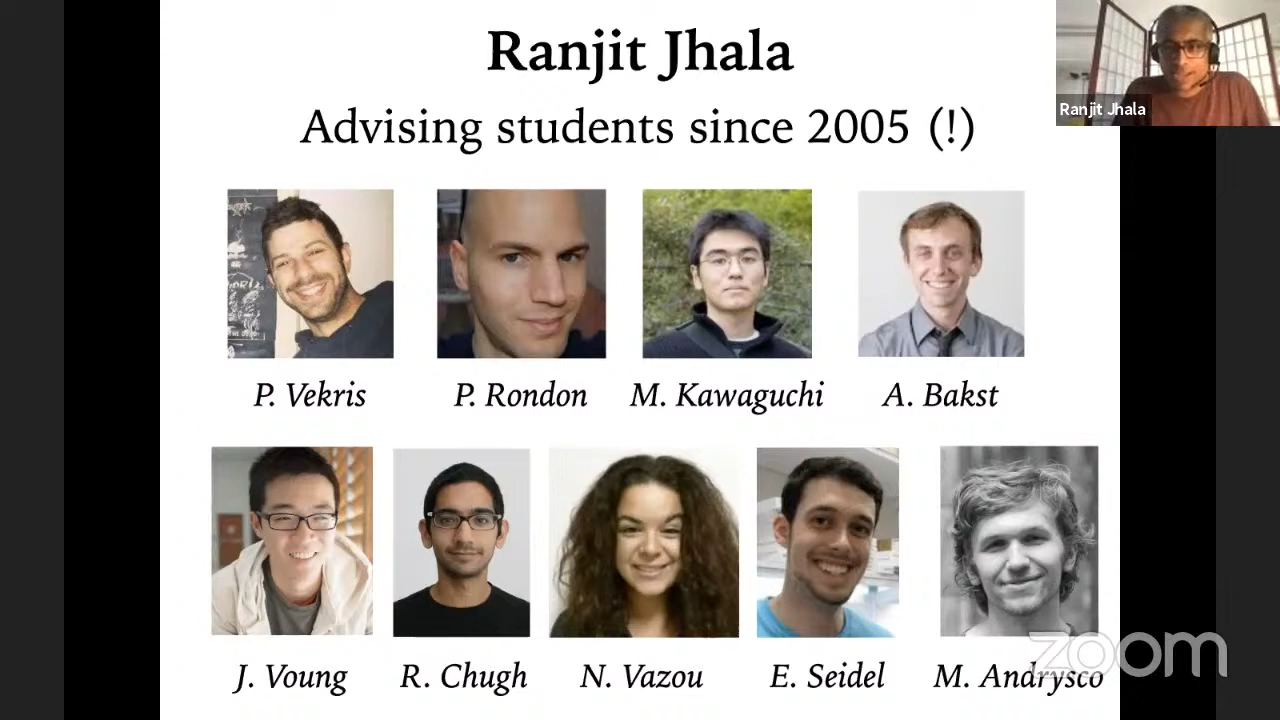 Ranjit Jhala
Advising students since 2005 (!)
Ranjit Jhala
P. Vekris
P. Rondon
M. Kawaguchi
A. Bakst
J. Voung
R. Chugh
N. Vazou
E. Seidel
M. Andrysco
zoom